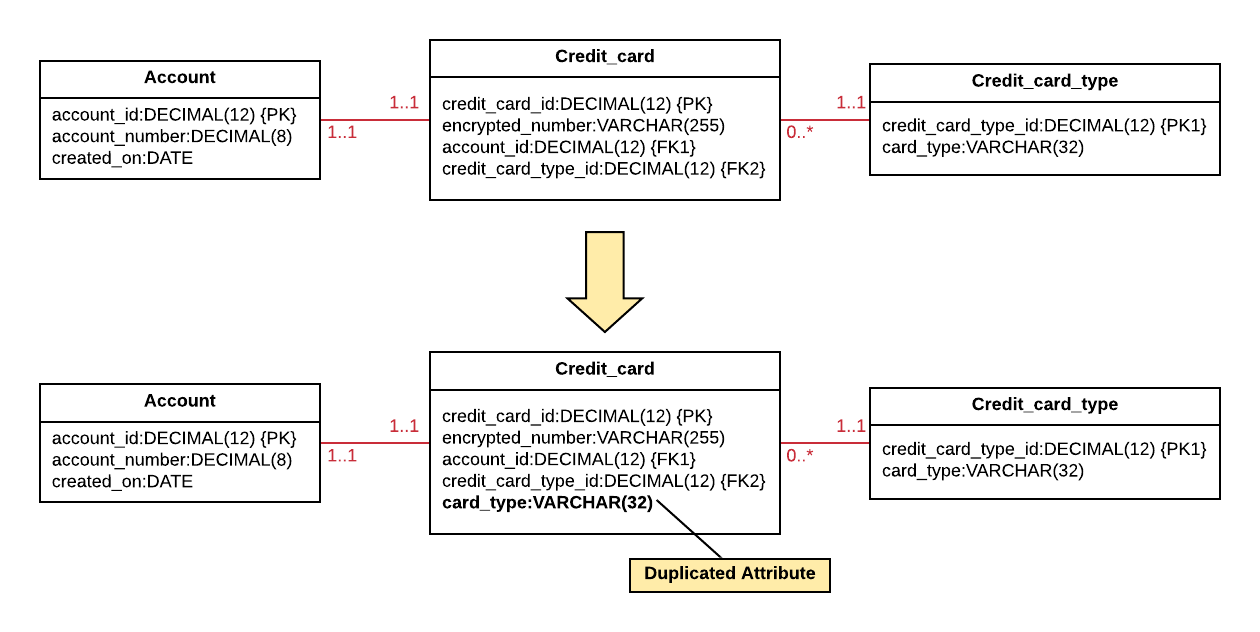 Account
account_id:DECIMAL(12) {PK}
account_number:DECIMAL(8)
created_on:DATE
1..1
1..1
Credit_card
credit_card_id:DECIMAL(12) {PK}
encrypted_number:VARCHAR(255)
account_id:DECIMAL(12) {FK1}
credit_card_type_id:DECIMAL(12) {FK2}
1..1
0..*
Credit_card_type
credit_card_type_id:DECIMAL(12) {PK1}
card_type:VARCHAR(32)
Account
account_id:DECIMAL(12) {PK}
account_number:DECIMAL(8)
created_on:DATE
1..1
1..1
Credit_card
credit_card_id:DECIMAL(12) {PK}
encrypted_number:VARCHAR(255)
account_id:DECIMAL(12) {FK1}
credit_card_type_id:DECIMAL(12) {FK2}
card_type:VARCHAR(32)
1..1
0..*
Credit_card_type
credit_card_type_id:DECIMAL(12) {PK1}
card_type:VARCHAR(32)
Duplicated Attribute